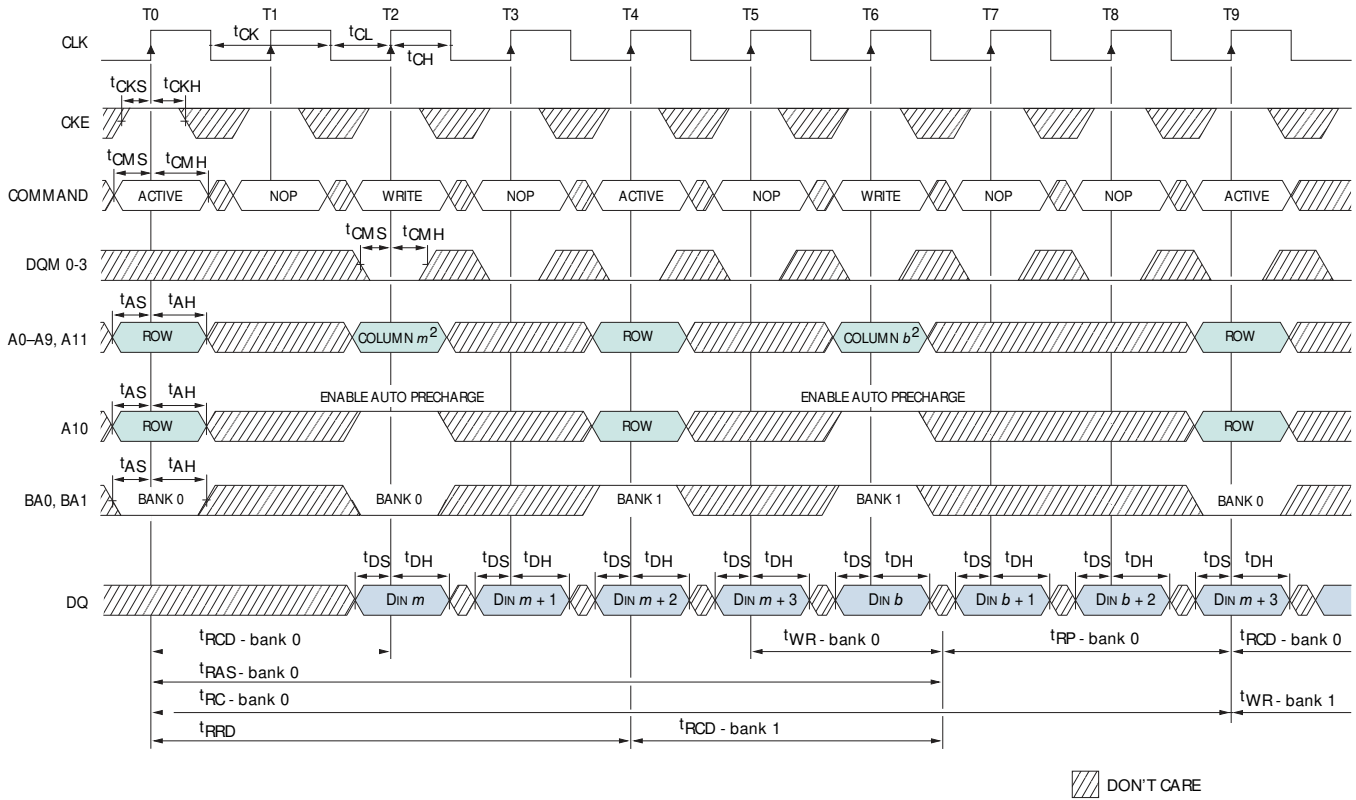 T0 T1 T2 T3 T4 T5 T6 T7 T8 T9
CLK tCK tCL tCH
tCKS tCKH
CKE
tCMS tCMH
COMMAND ACTIVE NOP WRITE NOP ACTIVE NOP WRITE NOP NOP ACTIVE
tCMS tCMH
DQM 0-3
tAS tAH
A0–A9, A11 ROW COLUMN m² ROW COLUMN b² ROW
tAS tAH ENABLE AUTO PRECHARGE ENABLE AUTO PRECHARGE
A10 ROW ROW ROW
tAS tAH
BA0, BA1 BANK 0 BANK 0 BANK 1 BANK 1 BANK 0
tDS tDH tDS tDH tDS tDH tDS tDH tDS tDH tDS tDH tDS tDH tDS tDH
DQ DIN m DIN m + 1 DIN m + 2 DIN m + 3 DIN b DIN b + 1 DIN b + 2 DIN m + 3
tRCD - bank 0 tWR - bank 0 tRP - bank 0 tRCD - bank 0
tRAS - bank 0
tRC - bank 0 tWR - bank 1
tRRD tRCD - bank 1
DON'T CARE